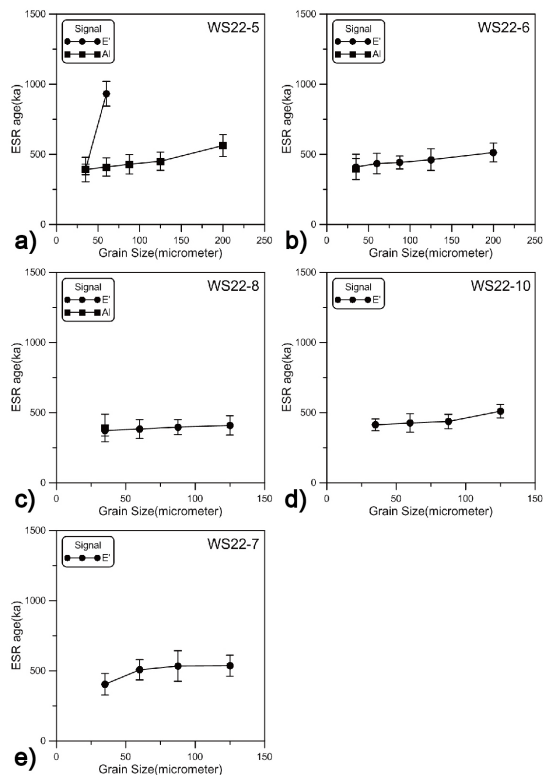 WS22-5
Signal
E'
Al
1500
1000
500
0
ESR age(ka)
0 50 100 150 200 250
Grain Size(micrometer)
a)
WS22-6
Signal
E'
Al
1500
1000
500
0
ESR age(ka)
0 50 100 150 200 250
Grain Size(micrometer)
b)
WS22-8
Signal
E'
Al
1500
1000
500
0
ESR age(ka)
0 50 100 150
Grain Size(micrometer)
c)
WS22-10
Signal
E'
1500
1000
500
0
ESR age(ka)
0 50 100 150
Grain Size(micrometer)
d)
WS22-7
Signal
E'
1500
1000
500
0
ESR age(ka)
0 50 100 150
Grain Size(micrometer)
e)